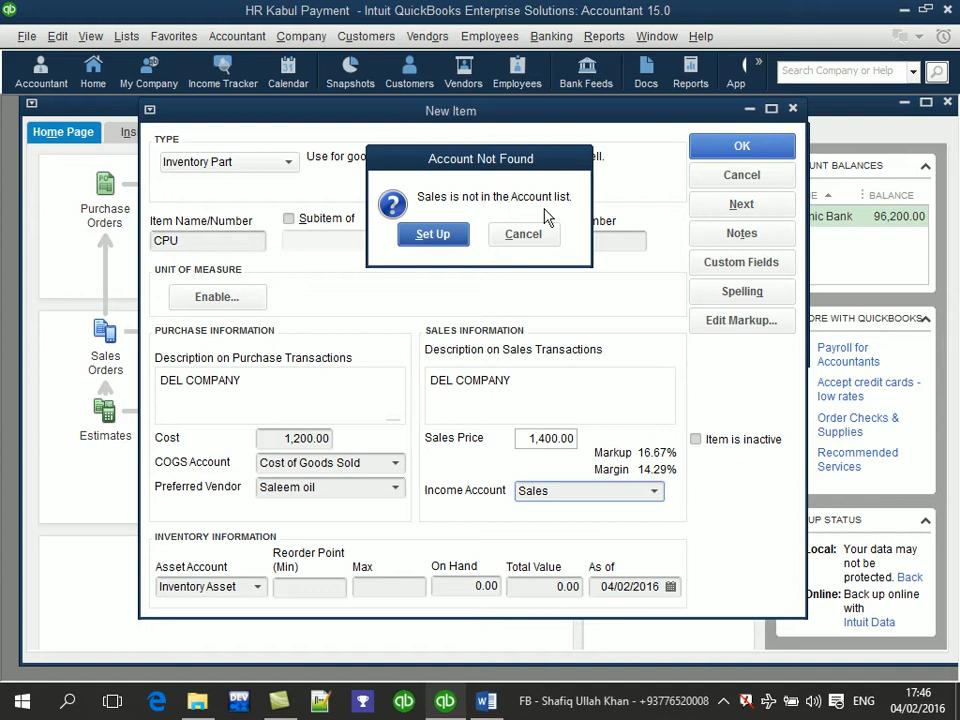 HR Kabul Payment - Intuit QuickBooks Enterprise Solutions: Accountant 15.0
File Edit View Lists Favorites Accountant Company Customers Vendors Employees Banking Reports Window Help
Accountant Home My Company Income Tracker Calendar Snapshots Customers Vendors Employees Bank Feeds Docs Reports App »
Search Company or Help
New Item
Home Page Ins
Purchase
Orders
Sales
Orders
Estimates
TYPE
Inventory Part
Use for goo
ell.
Account Not Found
Sales is not in the Account list.
Set Up Cancel
Item Name/Number
Subitem of
mber
CPU
UNIT OF MEASURE
Enable...
PURCHASE INFORMATION
Description on Purchase Transactions
DEL COMPANY
Cost 1,200.00
COGS Account Cost of Goods Sold
Preferred Vendor Saleem oil
SALES INFORMATION
Description on Sales Transactions
DEL COMPANY
Sales Price 1,400.00
Markup 16.67%
Margin 14.29%
Income Account Sales
Item is inactive
INVENTORY INFORMATION
Asset Account
Inventory Asset
Reorder Point
(Min)
Max
On Hand
0.00
Total Value
0.00
As of
04/02/2016
OK
Cancel
Next
Notes
Custom Fields
Spelling
Edit Markup...
UNT BALANCES
ME BALANCE
nic Bank 96,200.00
ORE WITH QUICKBOOKS
Payroll for
Accountants
Accept credit cards -
low rates
Order Checks &
Supplies
Recommended
Services
UP STATUS
Local: Your data may
not be
protected. Back
Online: Back up online
with
Intuit Data
FB - Shafiq Ullah Khan - +93776520008
ENG
17:46
04/02/2016